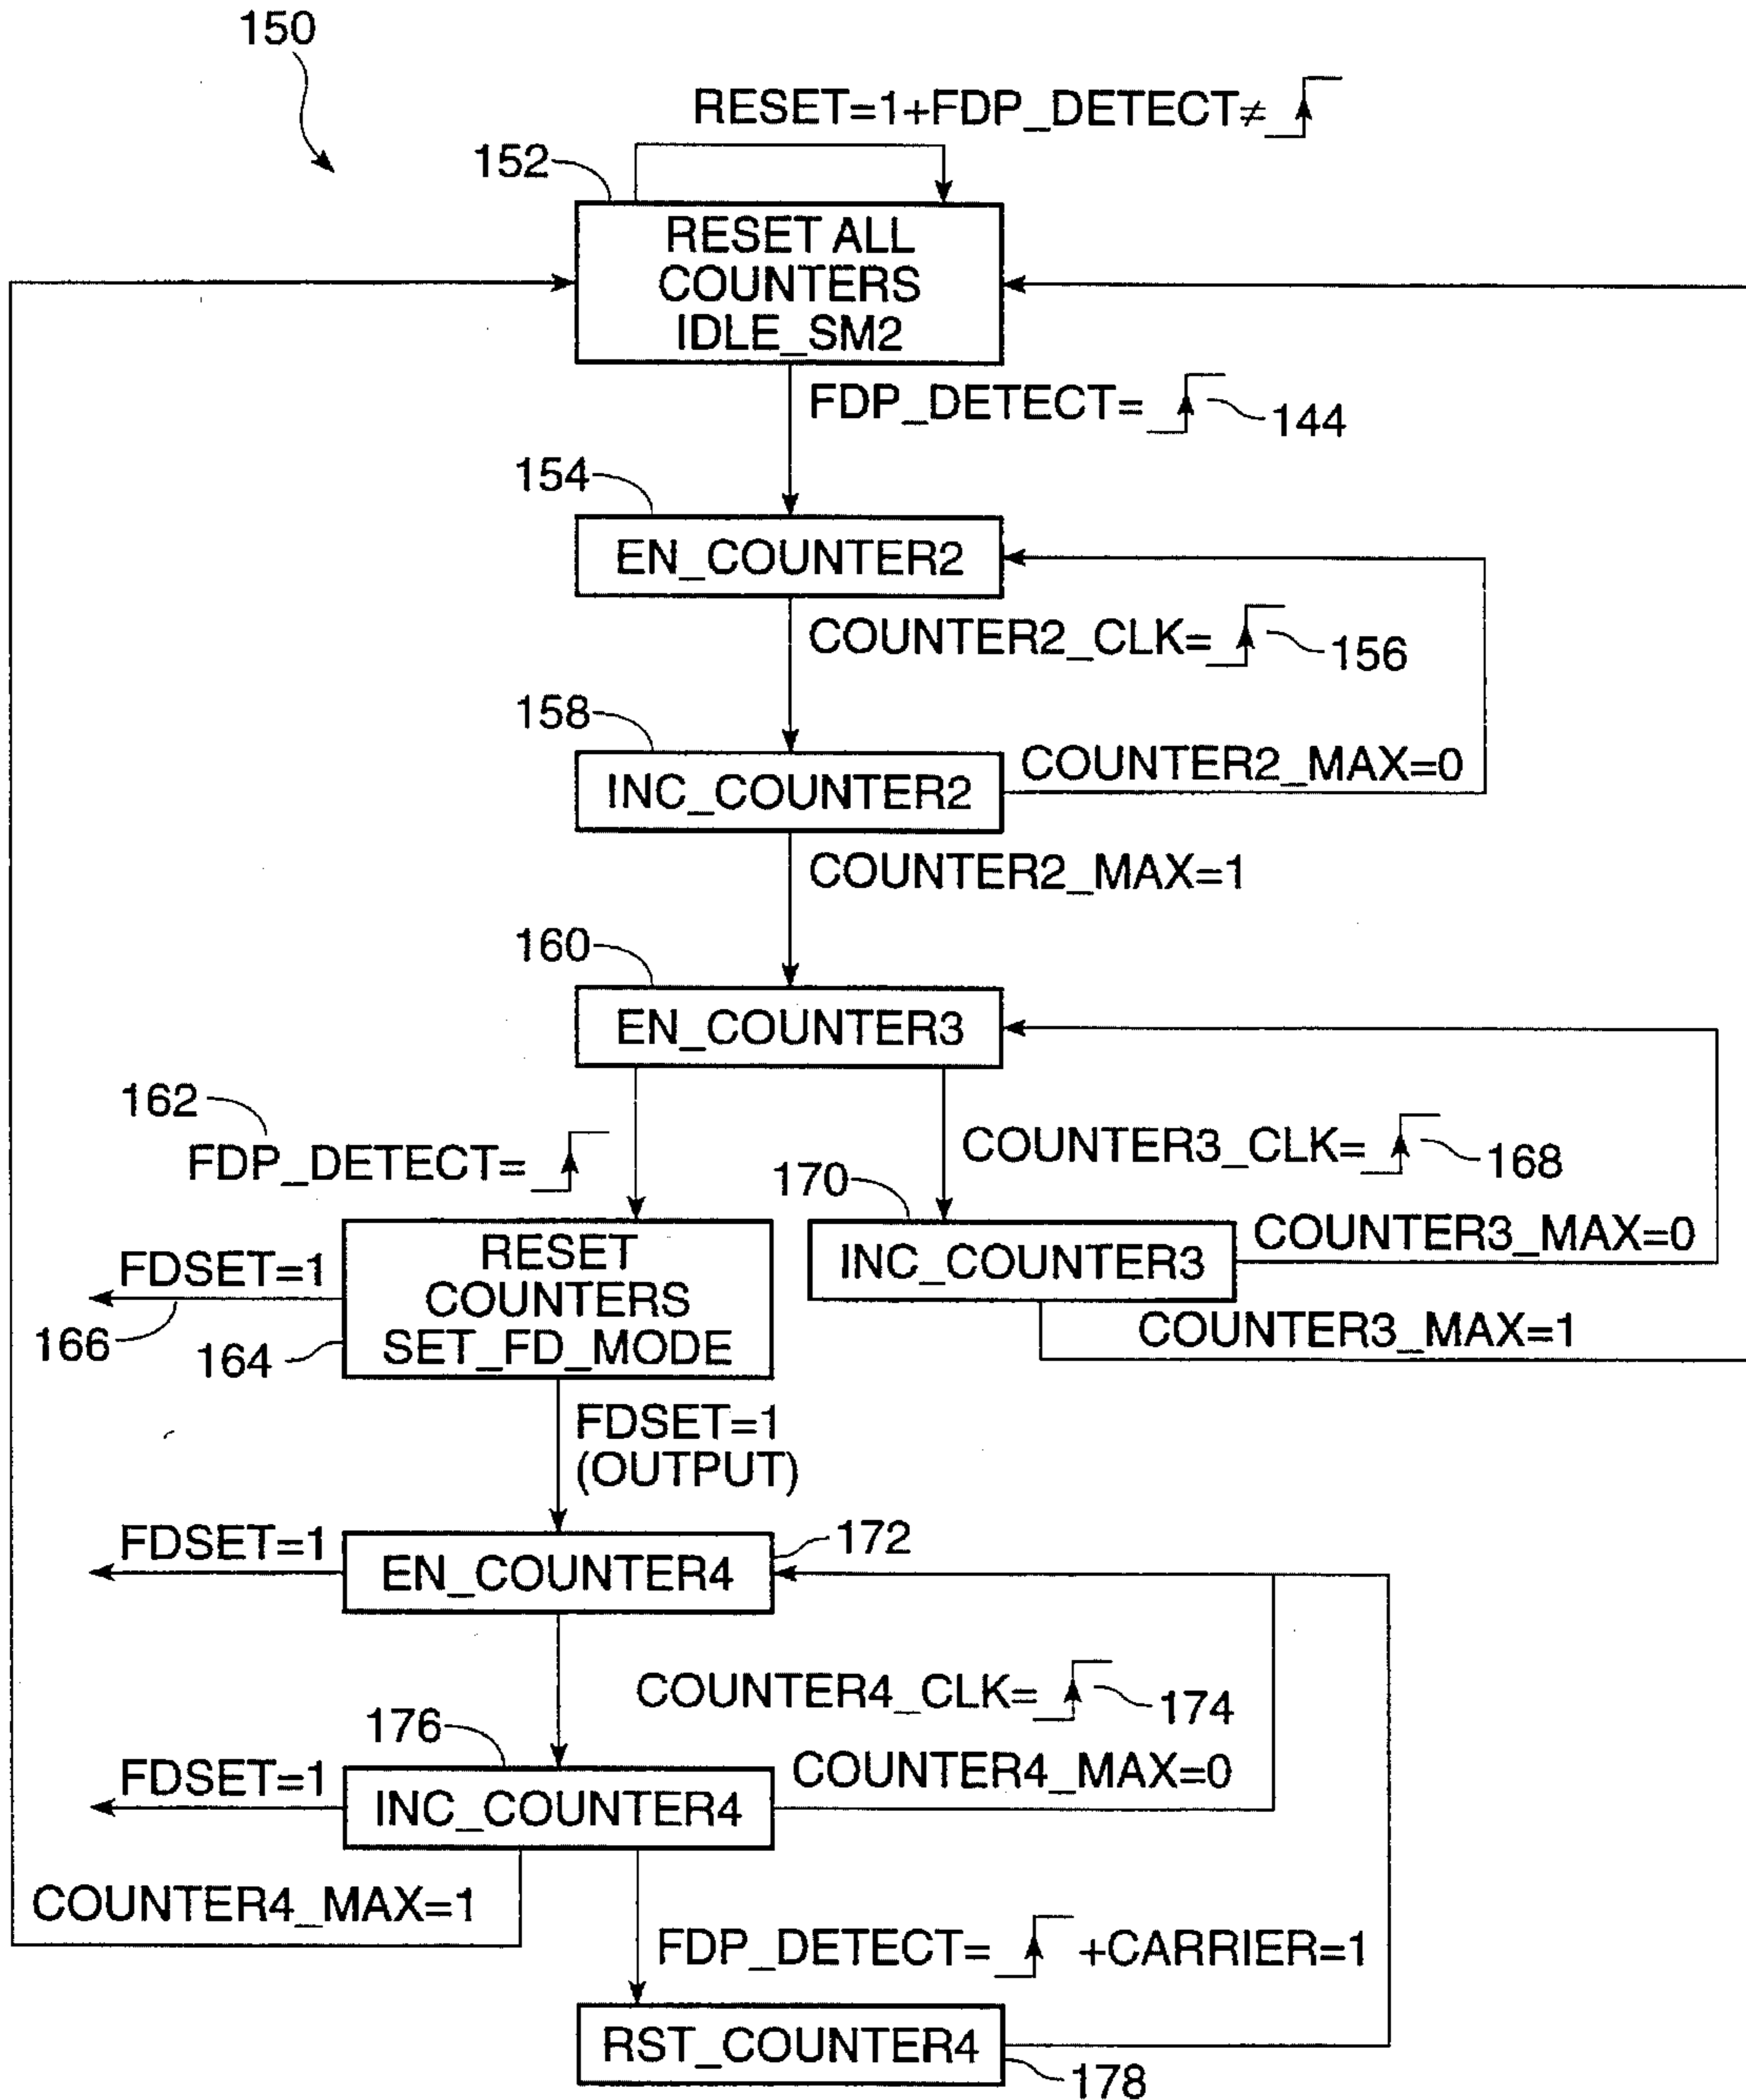 150
RESET=1+FDP_DETECT≠
152
RESET ALL
COUNTERS
IDLE_SM2
FDP_DETECT=
144
154
EN_COUNTER2
COUNTER2_CLK=
156
158
INC_COUNTER2
COUNTER2_MAX=0
COUNTER2_MAX=1
160
EN_COUNTER3
162
FDP_DETECT=
COUNTER3_CLK=
168
170
RESET
COUNTERS
SET_FD_MODE
FDSET=1
166
164
INC_COUNTER3
COUNTER3_MAX=0
COUNTER3_MAX=1
FDSET=1
(OUTPUT)
FDSET=1
EN_COUNTER4
172
COUNTER4_CLK=
174
176
FDSET=1
INC_COUNTER4
COUNTER4_MAX=0
COUNTER4_MAX=1
FDP_DETECT= +CARRIER=1
RST_COUNTER4
178